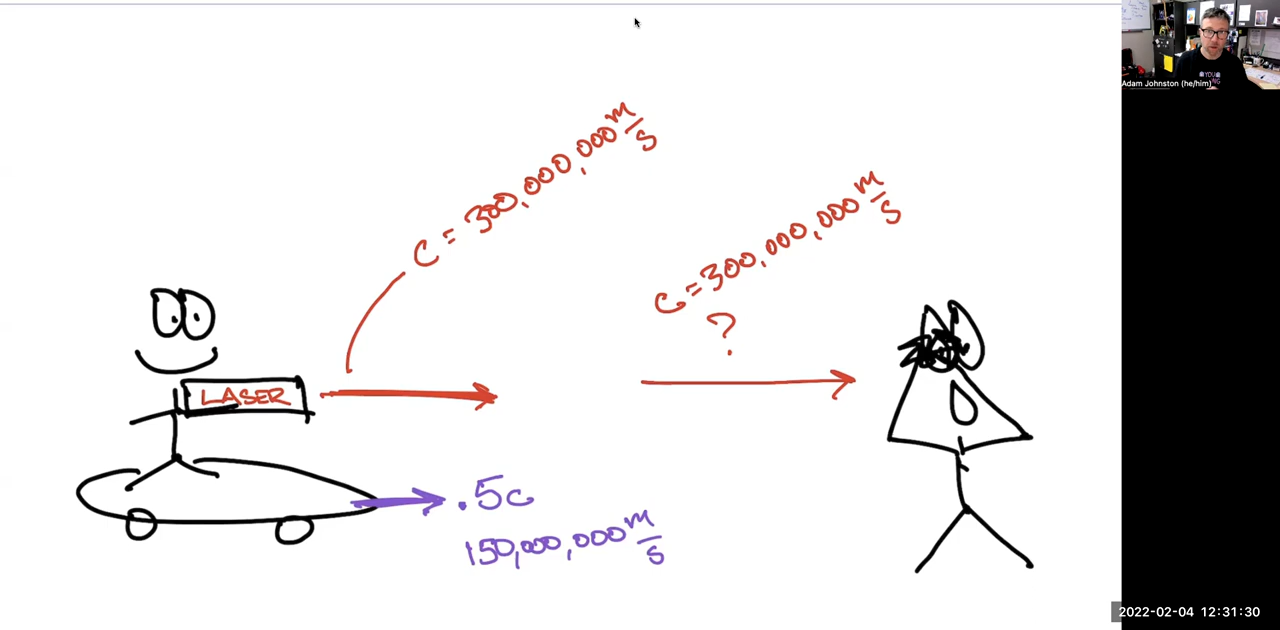 Adam Johnston (he/him)
C = 300,000,000 m/s
C = 300,000,000 m/s
?
LASER
.5c
150,000,000 m/s
2022-02-04 12:31:30